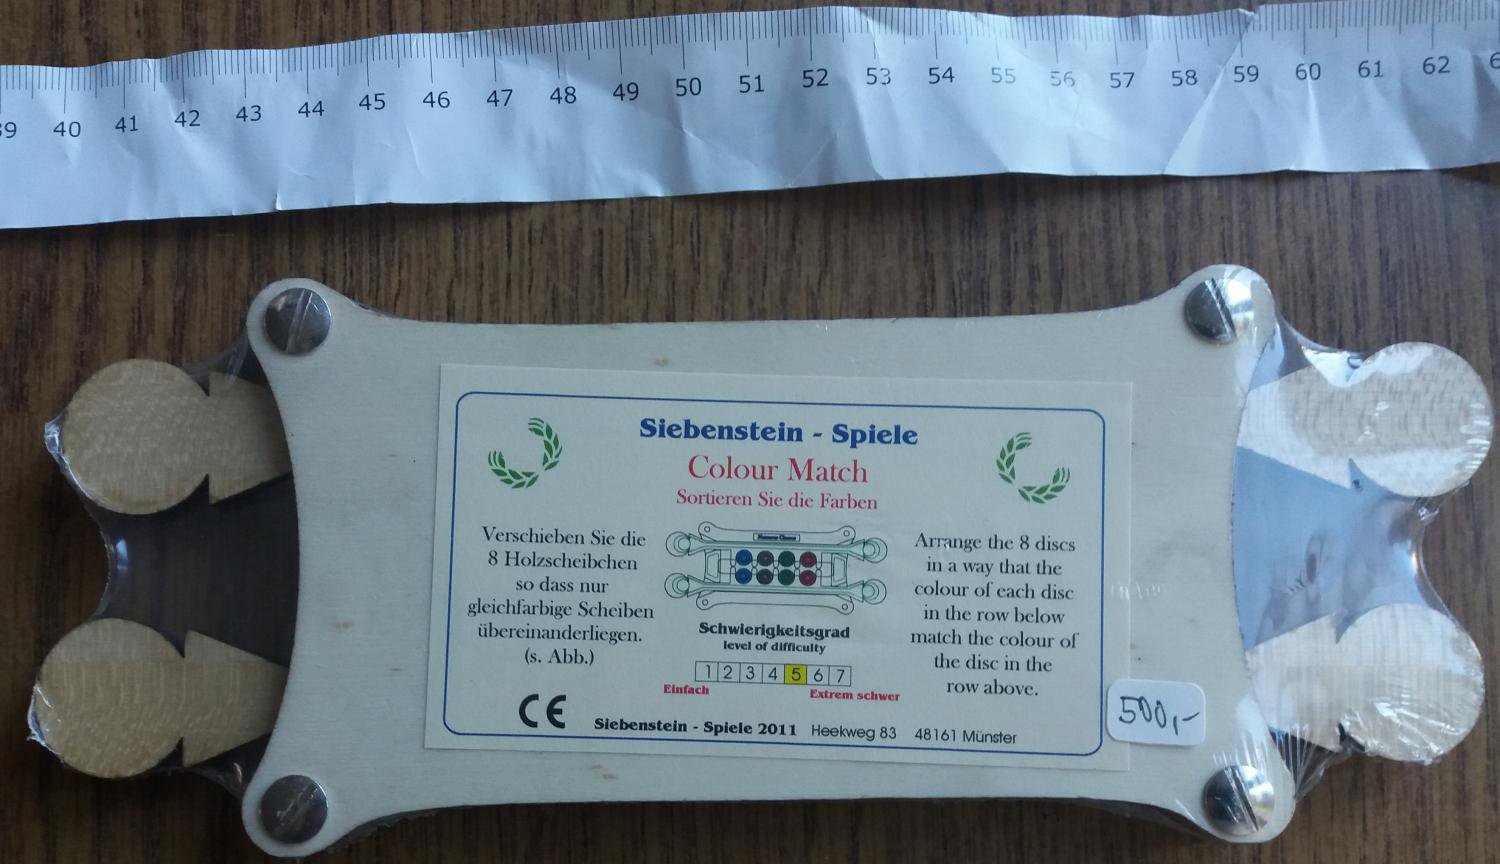 39 40 41 42 43 44 45 46 47 48 49 50 51 52 53 54 55 56 57 58 59 60 61 62
Siebenstein - Spiele
Colour Match
Sortieren Sie die Farben
Verschieben Sie die
8 Holzscheibchen
so dass nur
gleichfarbige Scheiben
übereinanderliegen.
(s. Abb.)
Schwierigkeitsgrad
level of difficulty
1 2 3 4 5 6 7
Einfach Extrem schwer
Arrange the 8 discs
in a way that the
colour of each disc
in the row below
match the colour of
the disc in the
row above.
CE
Siebenstein - Spiele 2011 Heekweg 83 48161 Münster
500,-